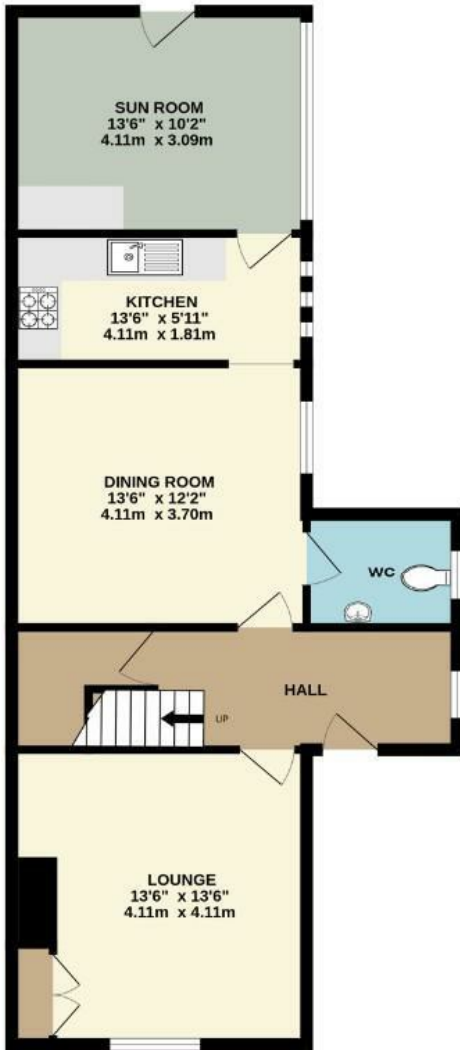 SUN ROOM
13'6" x 10'2"
4.11m x 3.09m
KITCHEN
13'6" x 5'11"
4.11m x 1.81m
DINING ROOM
13'6" x 12'2"
4.11m x 3.70m
WC
HALL
UP
LOUNGE
13'6" x 13'6"
4.11m x 4.11m